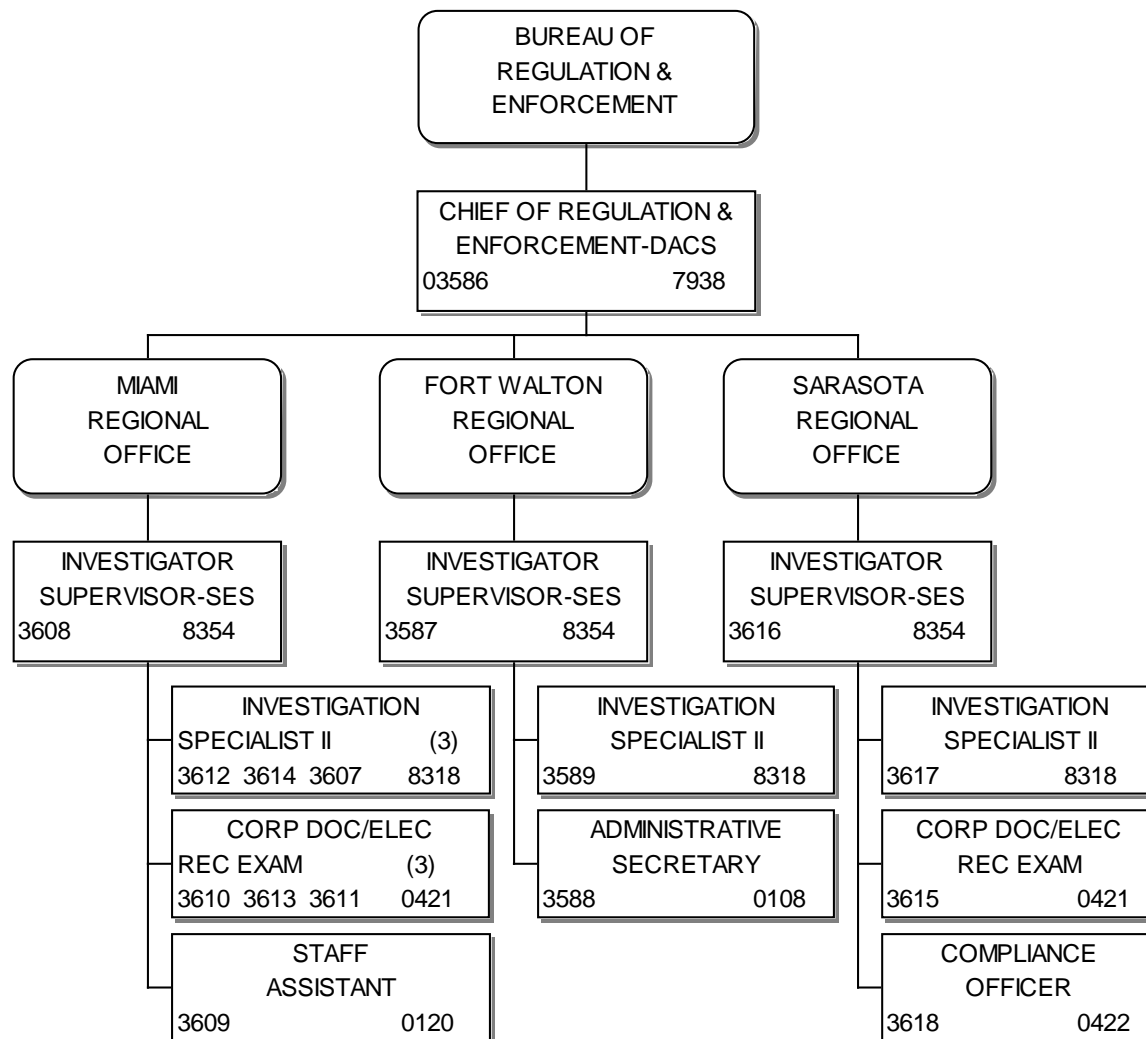 BUREAU OF
REGULATION &
ENFORCEMENT
CHIEF OF REGULATION &
ENFORCEMENT-DACS
03586 7938
MIAMI
REGIONAL
OFFICE
FORT WALTON
REGIONAL
OFFICE
SARASOTA
REGIONAL
OFFICE
INVESTIGATOR
SUPERVISOR-SES
3608 8354
INVESTIGATOR
SUPERVISOR-SES
3587 8354
INVESTIGATOR
SUPERVISOR-SES
3616 8354
INVESTIGATION
SPECIALIST II (3)
3612 3614 3607 8318
CORP DOC/ELEC
REC EXAM (3)
3610 3613 3611 0421
STAFF
ASSISTANT
3609 0120
INVESTIGATION
SPECIALIST II
3589 8318
ADMINISTRATIVE
SECRETARY
3588 0108
INVESTIGATION
SPECIALIST II
3617 8318
CORP DOC/ELEC
REC EXAM
3615 0421
COMPLIANCE
OFFICER
3618 0422